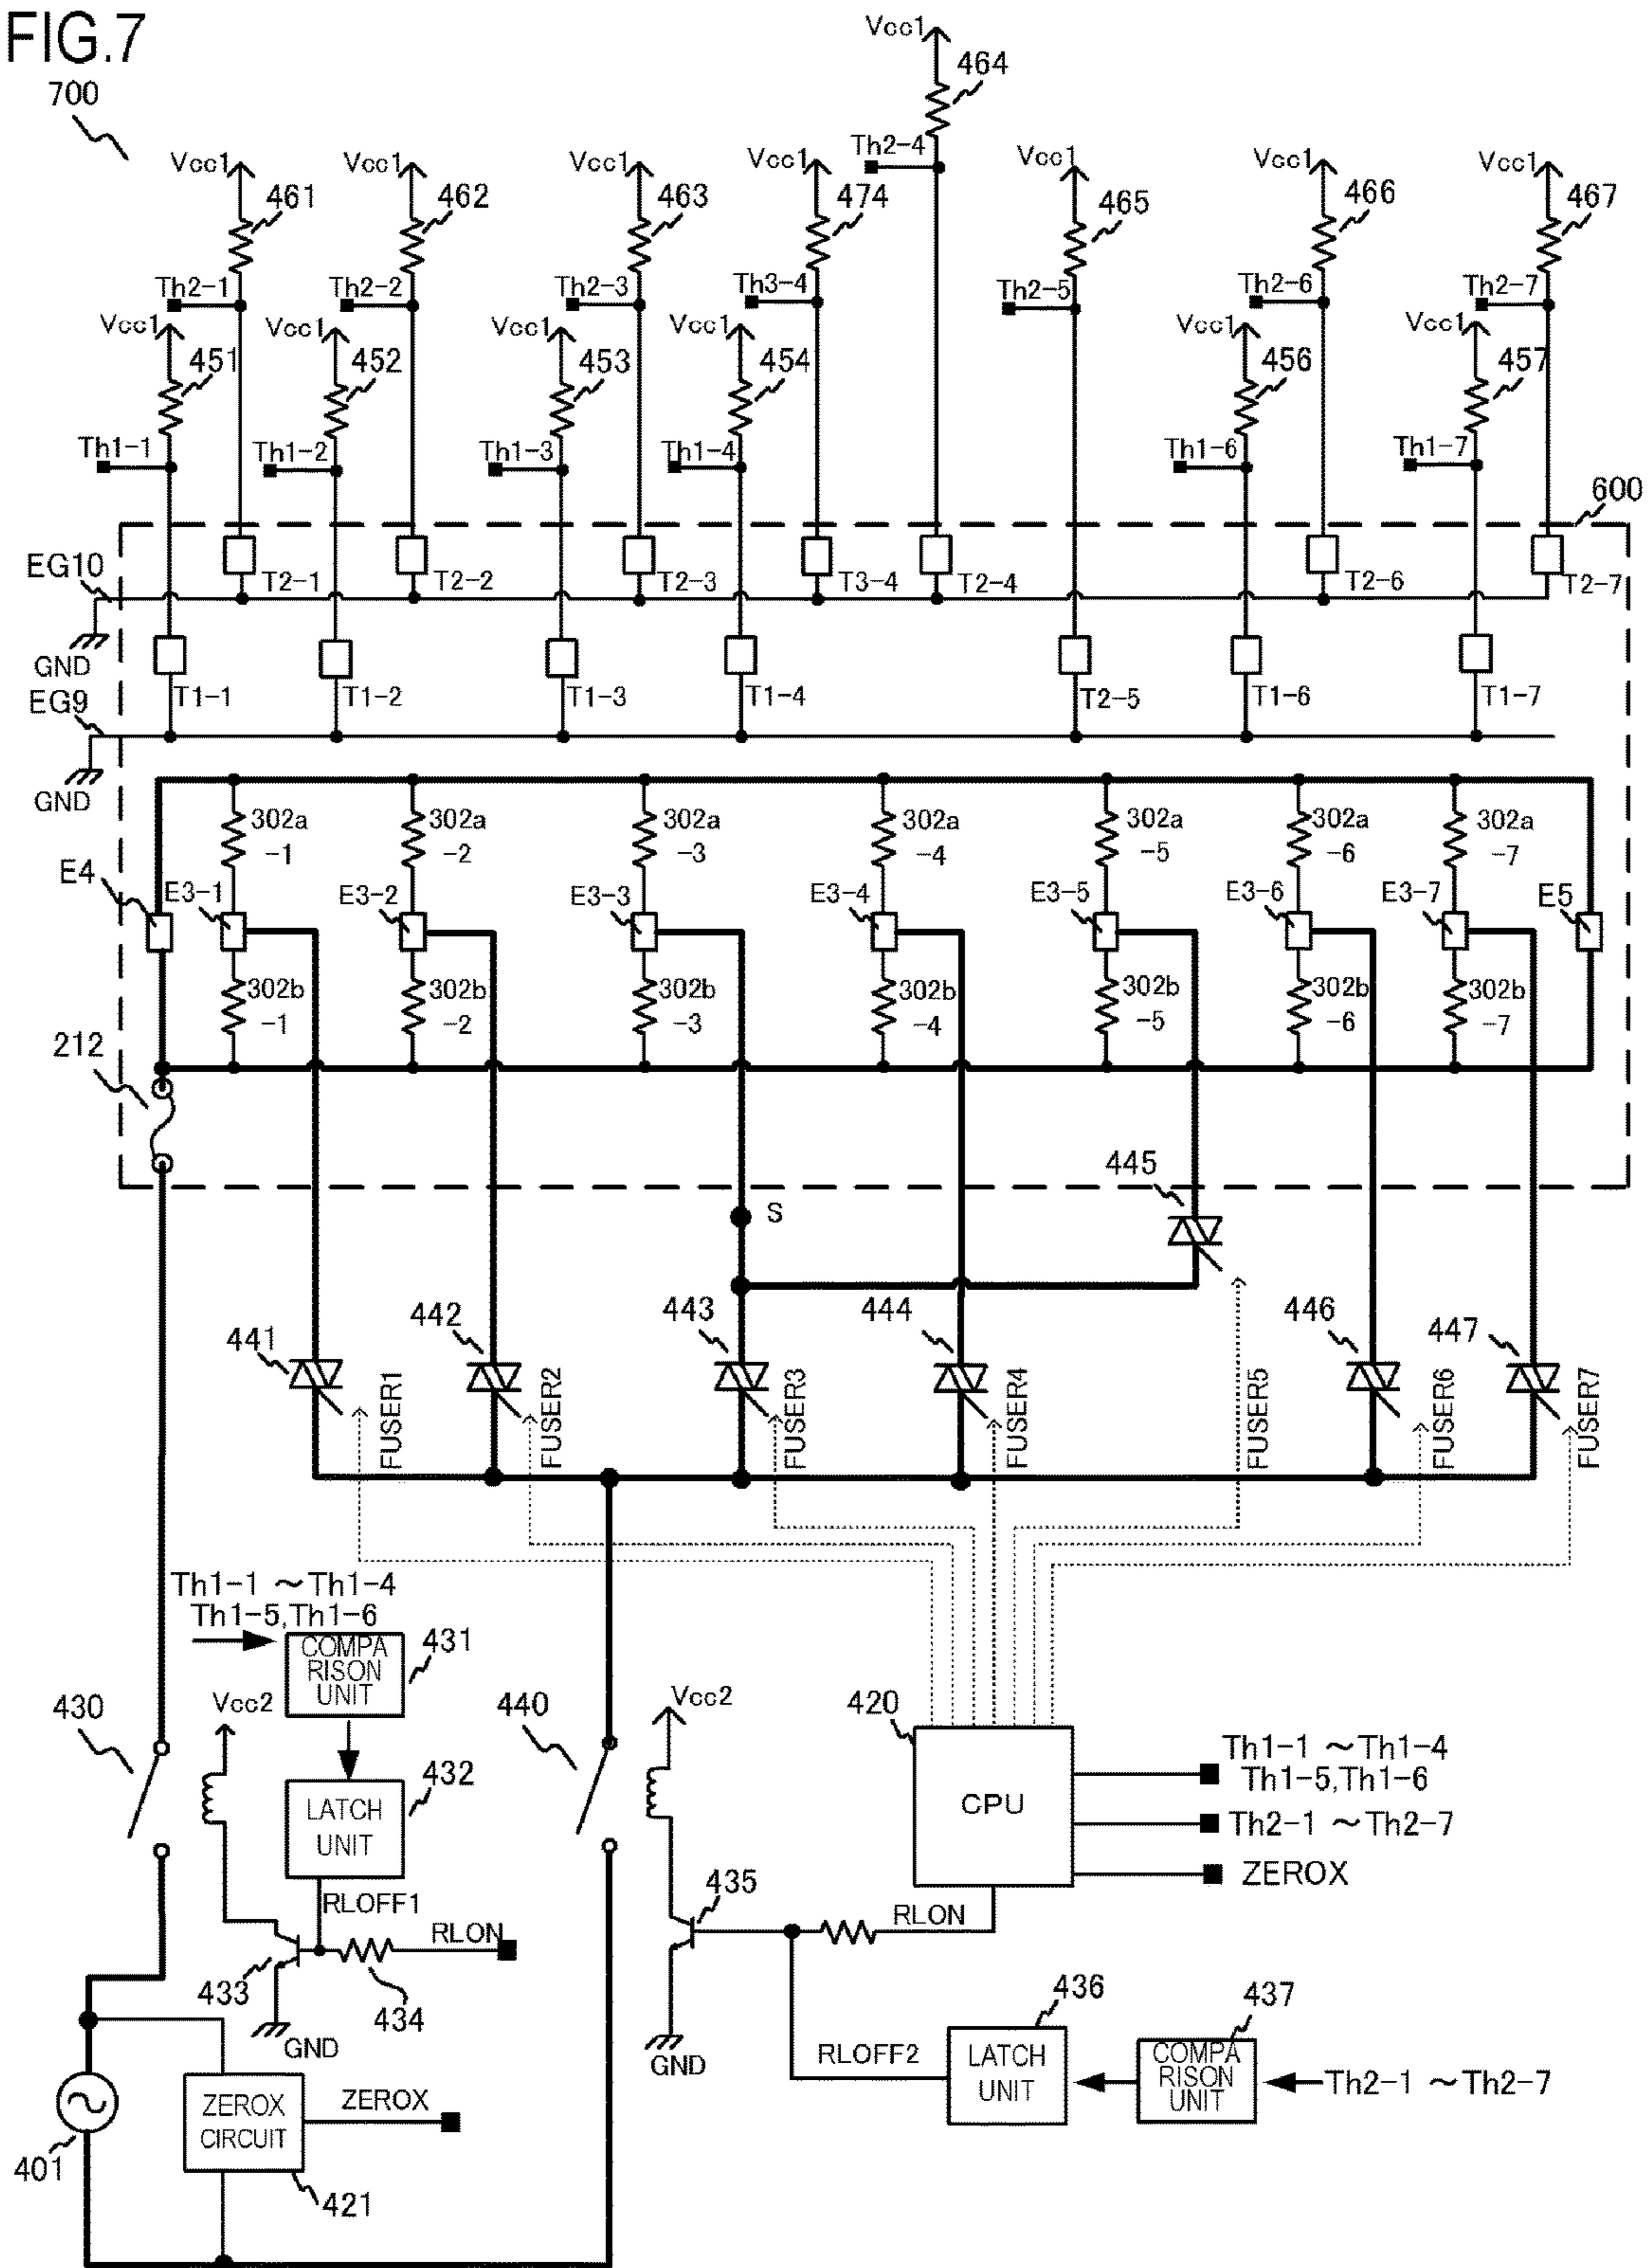 FIG.7
700
Vcc1
464
Th2-4
Vcc1 Vcc1 Vcc1 Vcc1 Vcc1 Vcc1 Vcc1
461 462 463 474 465 466 467
Th2-1 Th2-2 Th2-3 Th3-4 Th2-5 Th2-6 Th2-7
Vcc1 Vcc1 Vcc1 Vcc1 Vcc1 Vcc1
451 452 453 454 456 457
Th1-1 Th1-2 Th1-3 Th1-4 Th1-6 Th1-7
600
EG10
T2-1 T2-2 T2-3 T3-4 T2-4 T2-6 T2-7
GND
T1-1 T1-2 T1-3 T1-4 T2-5 T1-6 T1-7
EG9
GND
302a 302a 302a 302a 302a 302a 302a
-1 -2 -3 -4 -5 -6 -7
E4 E3-1 E3-2 E3-3 E3-4 E3-5 E3-6 E3-7 E5
302b 302b 302b 302b 302b 302b 302b
-1 -2 -3 -4 -5 -6 -7
212
445
S
441 442 443 444 446 447
FUSER1 FUSER2 FUSER3 FUSER4 FUSER5 FUSER6 FUSER7
Th1-1 ～Th1-4
Th1-5,Th1-6
COMPA
RISON
UNIT
431
430
Vcc2
440
Vcc2
420
LATCH
UNIT
432
CPU
Th1-1 ～Th1-4
Th1-5,Th1-6
Th2-1 ～Th2-7
ZEROX
RLOFF1
RLON
435
RLON
433
434
GND
GND
436
437
RLOFF2
LATCH
UNIT
COMPA
RISON
UNIT
Th2-1 ～Th2-7
401
ZEROX
CIRCUIT
ZEROX
421